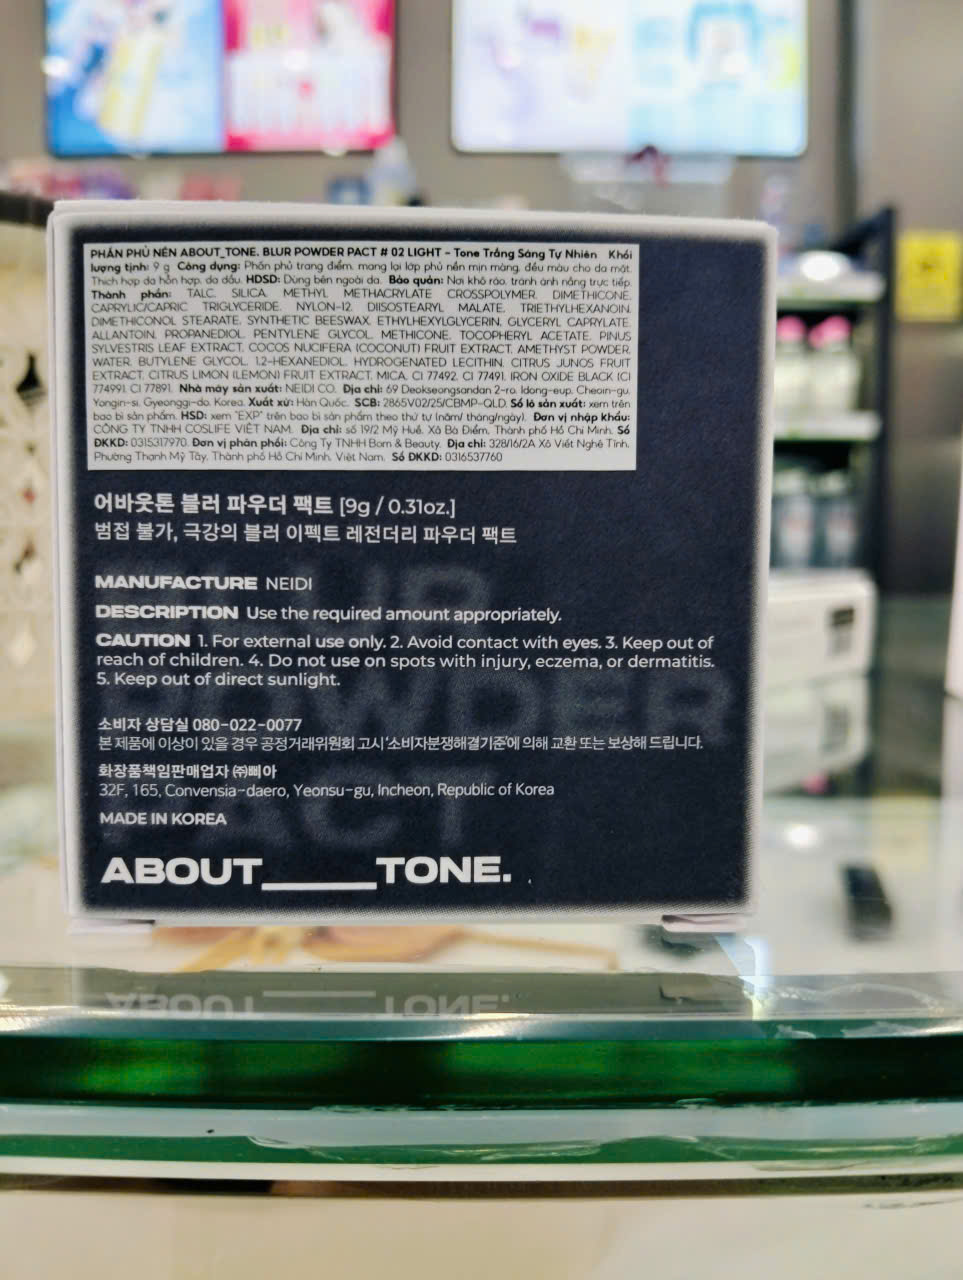 PHẤN PHỦ NÉN ABOUT_TONE. BLUR POWDER PACT # 02 LIGHT - Tone Trắng Sáng Tự Nhiên Khối
lượng tịnh: 9 g Công dụng: Phấn phủ trang điểm, mang lại lớp phủ nền mịn màng, đều màu cho da mặt.
Thích hợp da hỗn hợp, da dầu. HDSD: Dùng bên ngoài da. Bảo quản: Nơi khô ráo, tránh ánh nắng trực tiếp.
Thành phần: TALC, SILICA, METHYL METHACRYLATE CROSSPOLYMER, DIMETHICONE,
CAPRYLIC/CAPRIC TRIGLYCERIDE, NYLON-12, DIISOSTEARYL MALATE, TRIETHYLHEXANOIN,
DIMETHICONOL STEARATE, SYNTHETIC BEESWAX, ETHYLHEXYLGLYCERIN, GLYCERYL CAPRYLATE,
ALLANTOIN, PROPANEDIOL, PENTYLENE GLYCOL, METHICONE, TOCOPHERYL ACETATE, PINUS
SYLVESTRIS LEAF EXTRACT, COCOS NUCIFERA (COCONUT) FRUIT EXTRACT, AMETHYST POWDER,
WATER, BUTYLENE GLYCOL, 1,2-HEXANEDIOL, HYDROGENATED LECITHIN, CITRUS JUNOS FRUIT
EXTRACT, CITRUS LIMON (LEMON) FRUIT EXTRACT, MICA, CI 77492, CI 77491, IRON OXIDE BLACK (CI
77499), CI 77891. Nhà máy sản xuất: NEIDI CO. Địa chỉ: 69 Deokseongsandan 2-ro, Idong-eup, Cheoin-gu,
Yongin-si, Gyeonggi-do, Korea. Xuất xứ: Hàn Quốc. SCB: 2865V02/25/CBMP-QLD. Số lô sản xuất: xem trên
bao bì sản phẩm. HSD: xem "EXP" trên bao bì sản phẩm theo thứ tự (năm/ tháng/ngày). Đơn vị nhập khẩu:
CÔNG TY TNHH COSLIFE VIỆT NAM. Địa chỉ: số 19/2 Mỹ Huề, Xã Bà Điểm, Thành phố Hồ Chí Minh. Số
ĐKKD: 0315317970. Đơn vị phân phối: Công Ty TNHH Born & Beauty. Địa chỉ: 328/16/2A Xô Viết Nghệ Tĩnh,
Phường Thạnh Mỹ Tây, Thành phố Hồ Chí Minh, Việt Nam. Số ĐKKD: 0316537760
어바웃톤 블러 파우더 팩트 [9g / 0.31oz.]
범접 불가, 극강의 블러 이펙트 레전더리 파우더 팩트
MANUFACTURE NEIDI
DESCRIPTION Use the required amount appropriately.
CAUTION 1. For external use only. 2. Avoid contact with eyes. 3. Keep out of
reach of children. 4. Do not use on spots with injury, eczema, or dermatitis.
5. Keep out of direct sunlight.
소비자 상담실 080-022-0077
본 제품에 이상이 있을 경우 공정거래위원회 고시 '소비자분쟁해결기준'에 의해 교환 또는 보상해 드립니다.
화장품책임판매업자 ㈜삐아
32F, 165, Convensia-daero, Yeonsu-gu, Incheon, Republic of Korea
MADE IN KOREA
ABOUT____TONE.
BLUR
POWDER
PACT